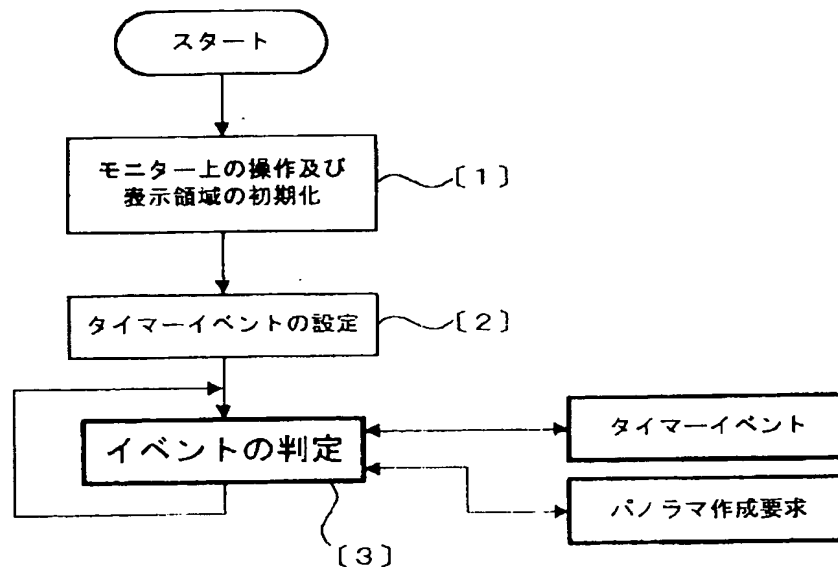 スタート
モニター上の操作及び
表示領域の初期化
〔1〕
タイマーイベントの設定
〔2〕
イベントの判定
タイマーイベント
パノラマ作成要求
〔3〕